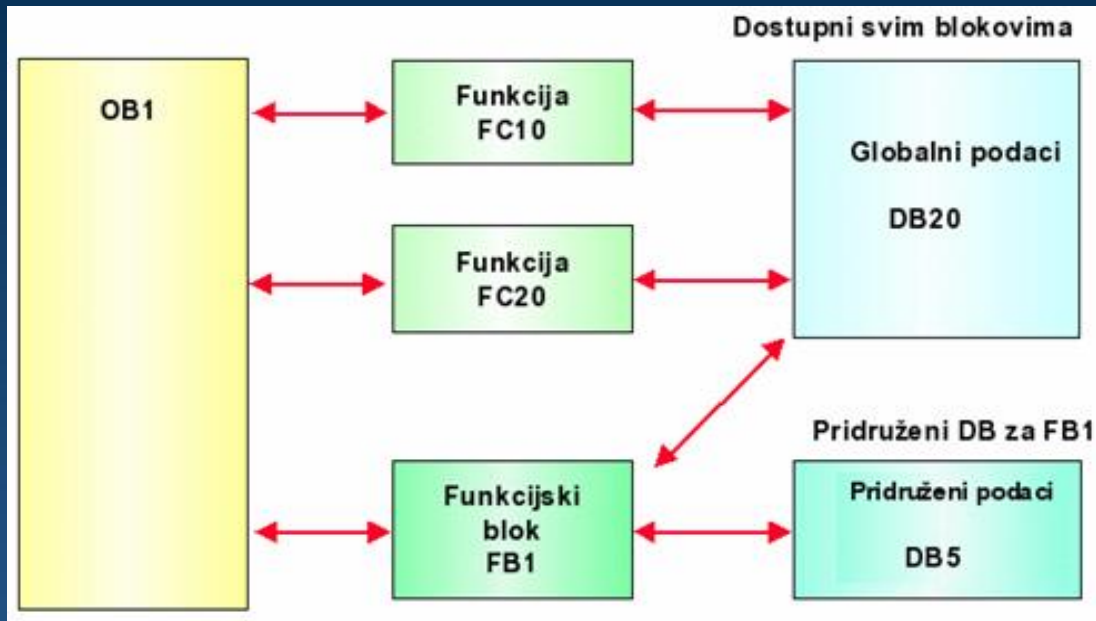 Dostupni svim blokovima
OB1
Funkcija
FC10
Globalni podaci
DB20
Funkcija
FC20
Pridruženi DB za FB1
Funkcijski
blok
FB1
Pridruženi podaci
DB5